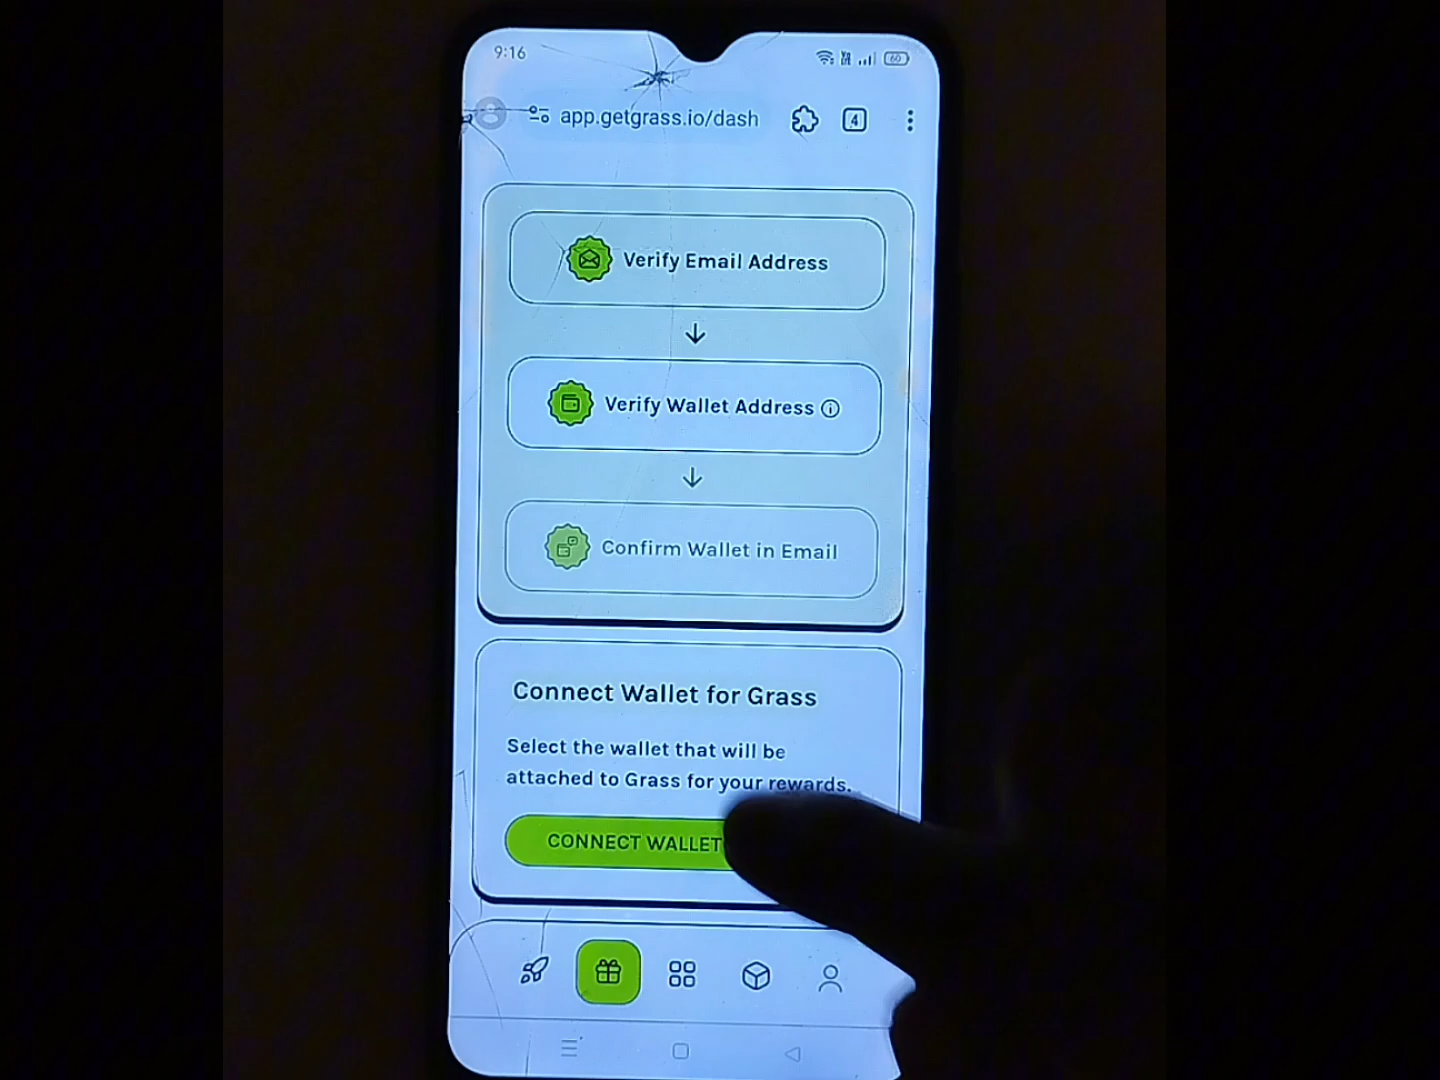 9:16
60
app.getgrass.io/dash
4
Verify Email Address
Verify Wallet Address
Confirm Wallet in Email
Connect Wallet for Grass
Select the wallet that will be
attached to Grass for your rewards.
CONNECT WALLET